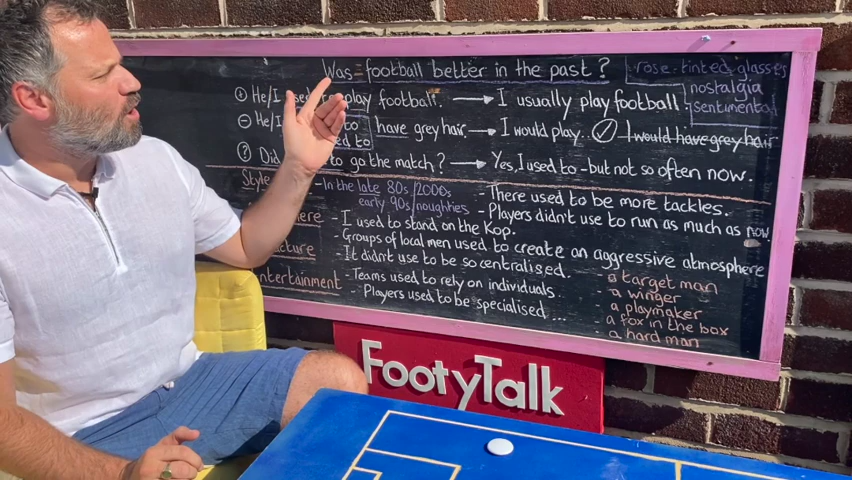 Was football better in the past?
rose-tinted glasses
nostalgia
sentimental
+ He/I used to play football. → I usually play football.
- He/I to have grey hair → I would play... ✓ I would have grey hair
ed to
? Did to go the match? → Yes, I used to - but not so often now.
Style - In the late 80s/2000s
early 90s/noughties
- There used to be more tackles.
- Players didn't use to run as much as now
ere - I used to stand on the Kop.
- Groups of local men used to create an aggressive atmosphere
cture - It didn't use to be so centralised.
entertainment - Teams used to rely on individuals.
- Players used to be specialised ...
- a target man
- a winger
- a playmaker
- a fox in the box
- a hard man
FootyTalk